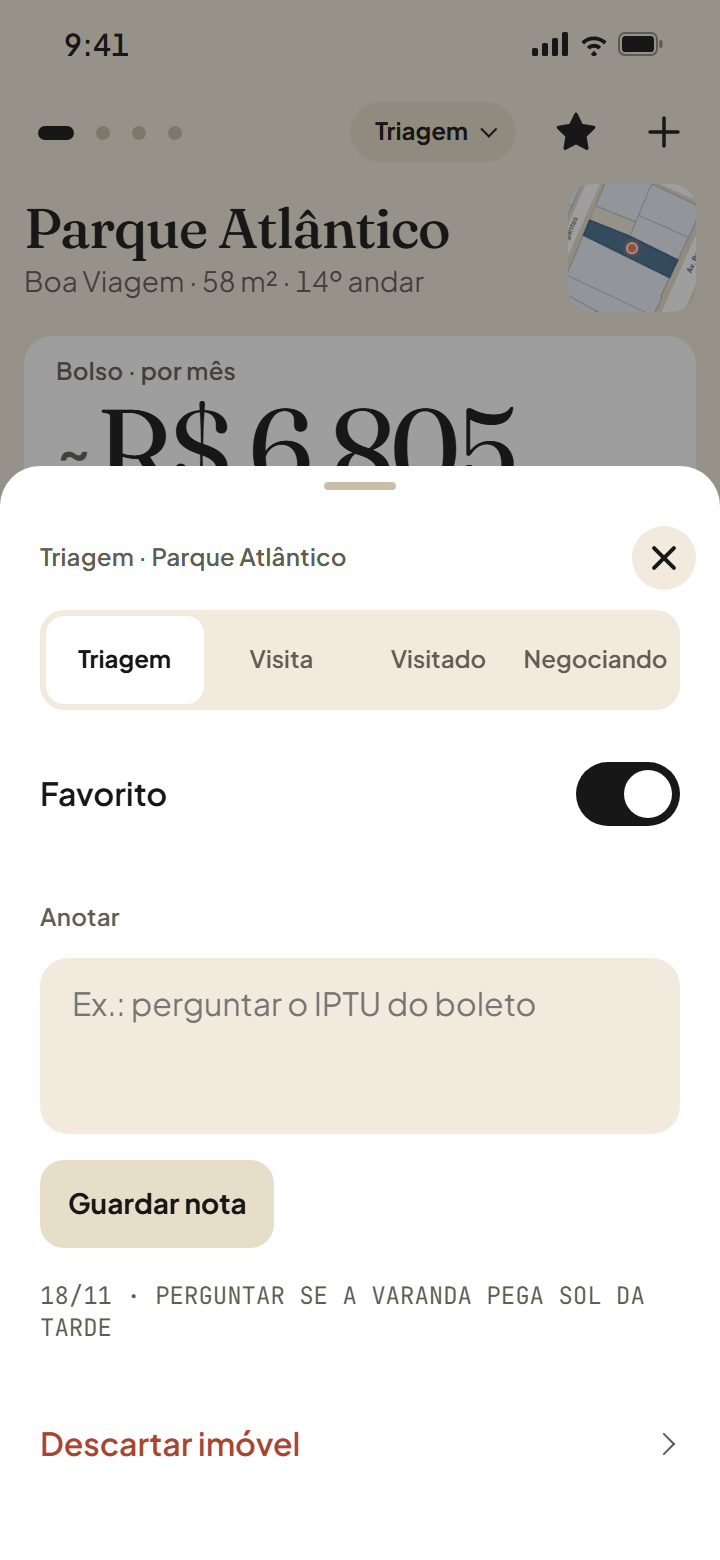 9:41
Triagem
Parque Atlântico
Boa Viagem · 58 m² · 14º andar
Bolso · por mês
~R$ 6.805
Triagem · Parque Atlântico
Triagem Visita Visitado Negociando
Favorito
Anotar
Ex.: perguntar o IPTU do boleto
Guardar nota
18/11 · PERGUNTAR SE A VARANDA PEGA SOL DA
TARDE
Descartar imóvel